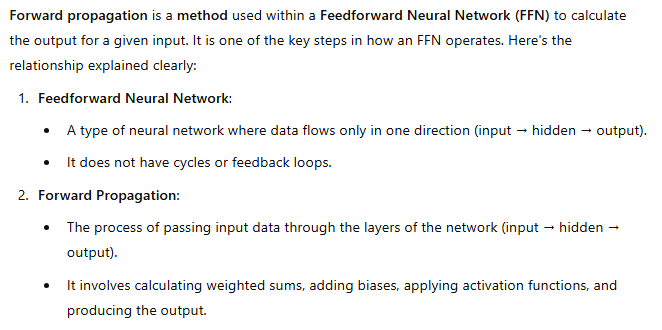 Forward propagation is a method used within a Feedforward Neural Network (FFN) to calculate
the output for a given input. It is one of the key steps in how an FFN operates. Here's the
relationship explained clearly:
1. Feedforward Neural Network:
• A type of neural network where data flows only in one direction (input → hidden → output).
• It does not have cycles or feedback loops.
2. Forward Propagation:
• The process of passing input data through the layers of the network (input → hidden →
output).
• It involves calculating weighted sums, adding biases, applying activation functions, and
producing the output.